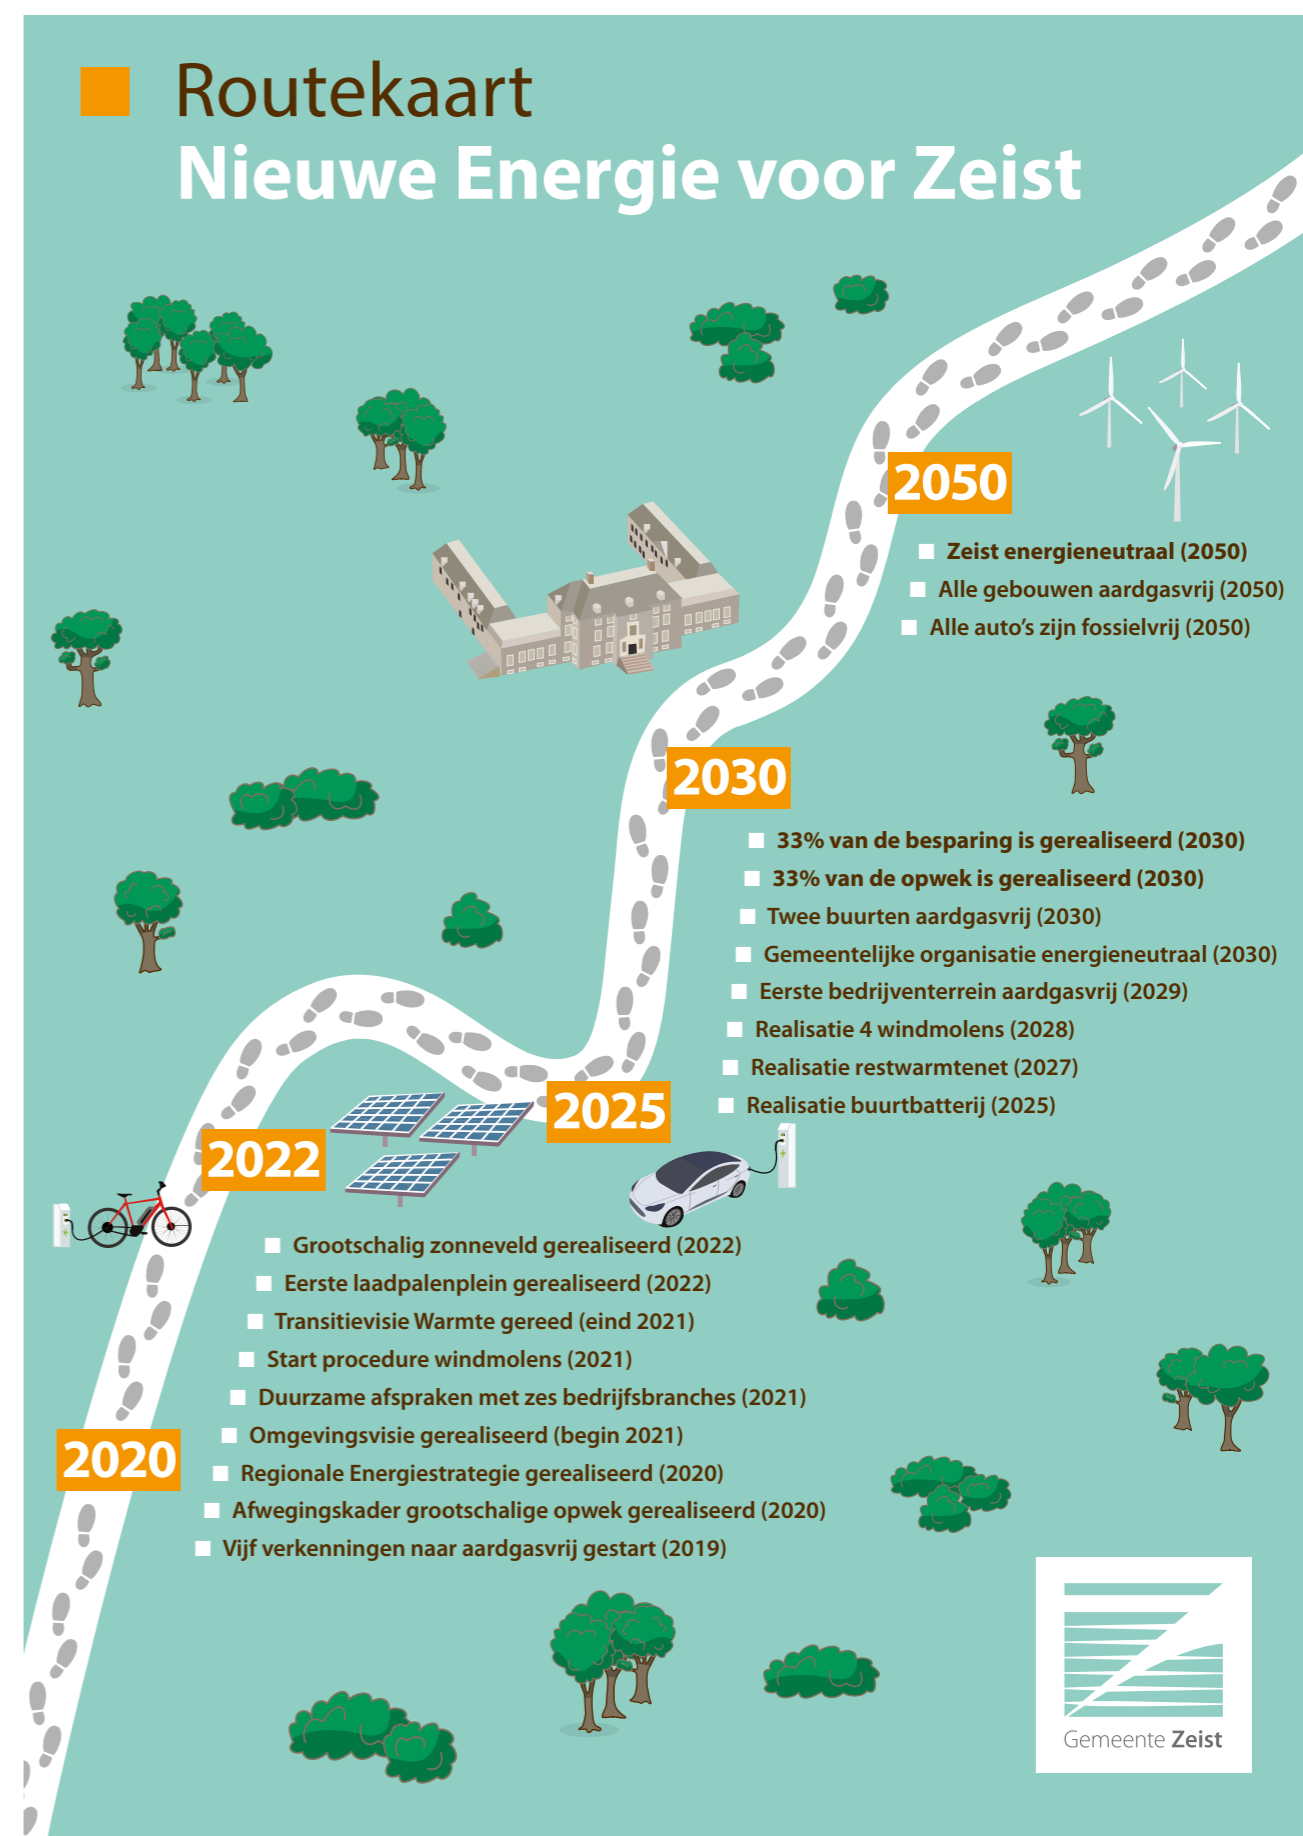 Routekaart
Nieuwe Energie voor Zeist
2050
Zeist energieneutraal (2050)
Alle gebouwen aardgasvrij (2050)
Alle auto’s zijn fossielvrij (2050)
2030
33% van de besparing is gerealiseerd (2030)
33% van de opwek is gerealiseerd (2030)
Twee buurten aardgasvrij (2030)
Gemeentelijke organisatie energieneutraal (2030)
Eerste bedrijventerrein aardgasvrij (2029)
Realisatie 4 windmolens (2028)
Realisatie restwarmtenet (2027)
Realisatie buurtbatterij (2025)
2025
2022
Grootschalig zonneveld gerealiseerd (2022)
Eerste laadpalenplein gerealiseerd (2022)
Transitievisie Warmte gereed (eind 2021)
Start procedure windmolens (2021)
Duurzame afspraken met zes bedrijfsbranches (2021)
Omgevingsvisie gerealiseerd (begin 2021)
2020
Regionale Energiestrategie gerealiseerd (2020)
Afwegingskader grootschalige opwek gerealiseerd (2020)
Vijf verkenningen naar aardgasvrij gestart (2019)
Gemeente Zeist